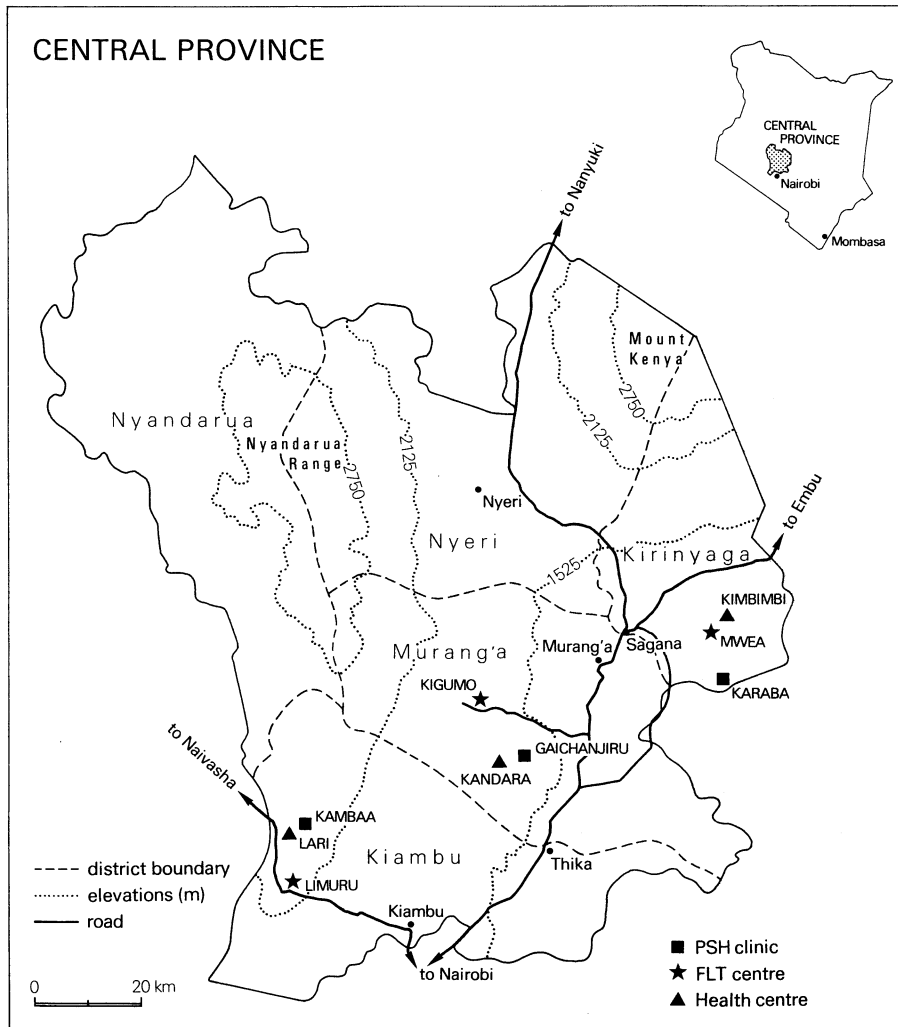 CENTRAL PROVINCE
CENTRAL
PROVINCE
Nairobi
Mombasa
to Nanyuki
Mount
Kenya
2750
2125
Nyandarua
Nyandarua
Range
2750
2125
Nyeri
Nyeri
to Embu
Kirinyaga
1525
KIMBIMBI
MWEA
Sagana
Murang'a
Murang'a
KARABA
KIGUMO
GAICHANJIRU
KANDARA
to Naivasha
KAMBAA
LARI
Kiambu
Thika
LIMURU
Kiambu
to Nairobi
district boundary
elevations (m)
road
0 20 km
PSH clinic
FLT centre
Health centre